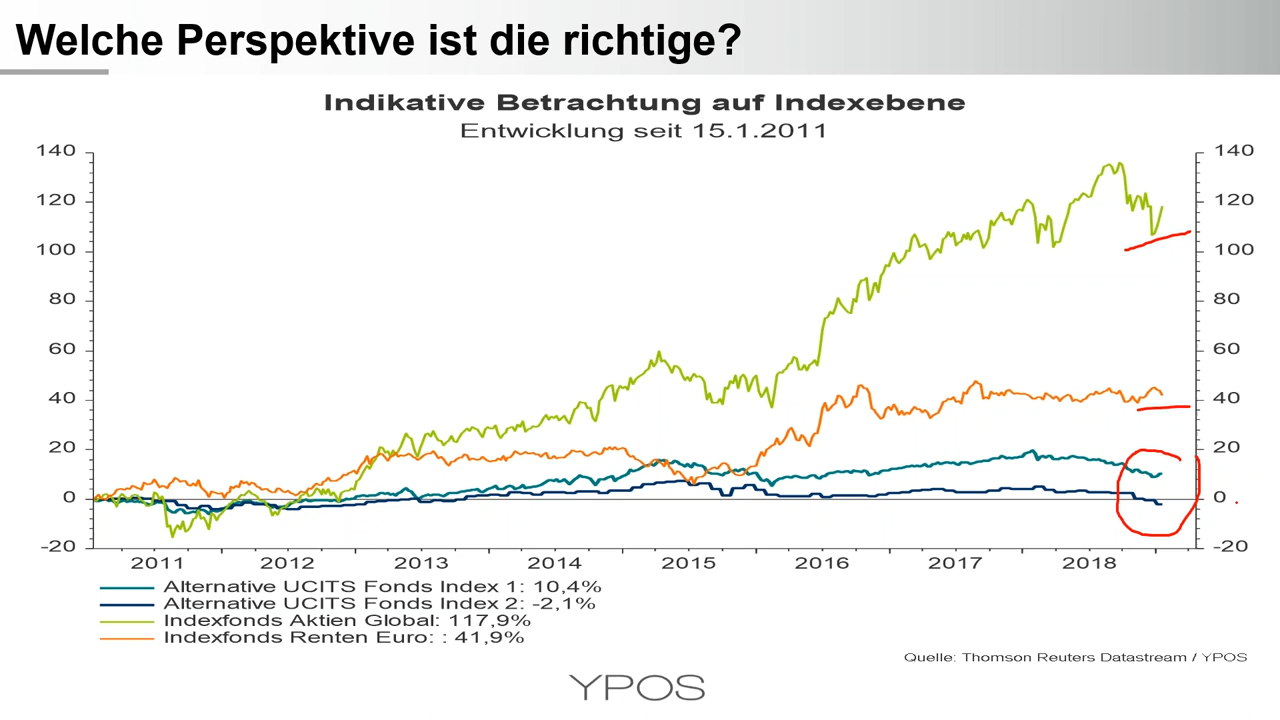 Welche Perspektive ist die richtige?
Indikative Betrachtung auf Indexebene
Entwicklung seit 15.1.2011
140 140
120 120
100 100
80 80
60 60
40 40
20 20
0 0
-20 -20
2011 2012 2013 2014 2015 2016 2017 2018
Alternative UCITS Fonds Index 1: 10,4%
Alternative UCITS Fonds Index 2: -2,1%
Indexfonds Aktien Global: 117,9%
Indexfonds Renten Euro: : 41,9%
Quelle: Thomson Reuters Datastream / YPOS
YPOS